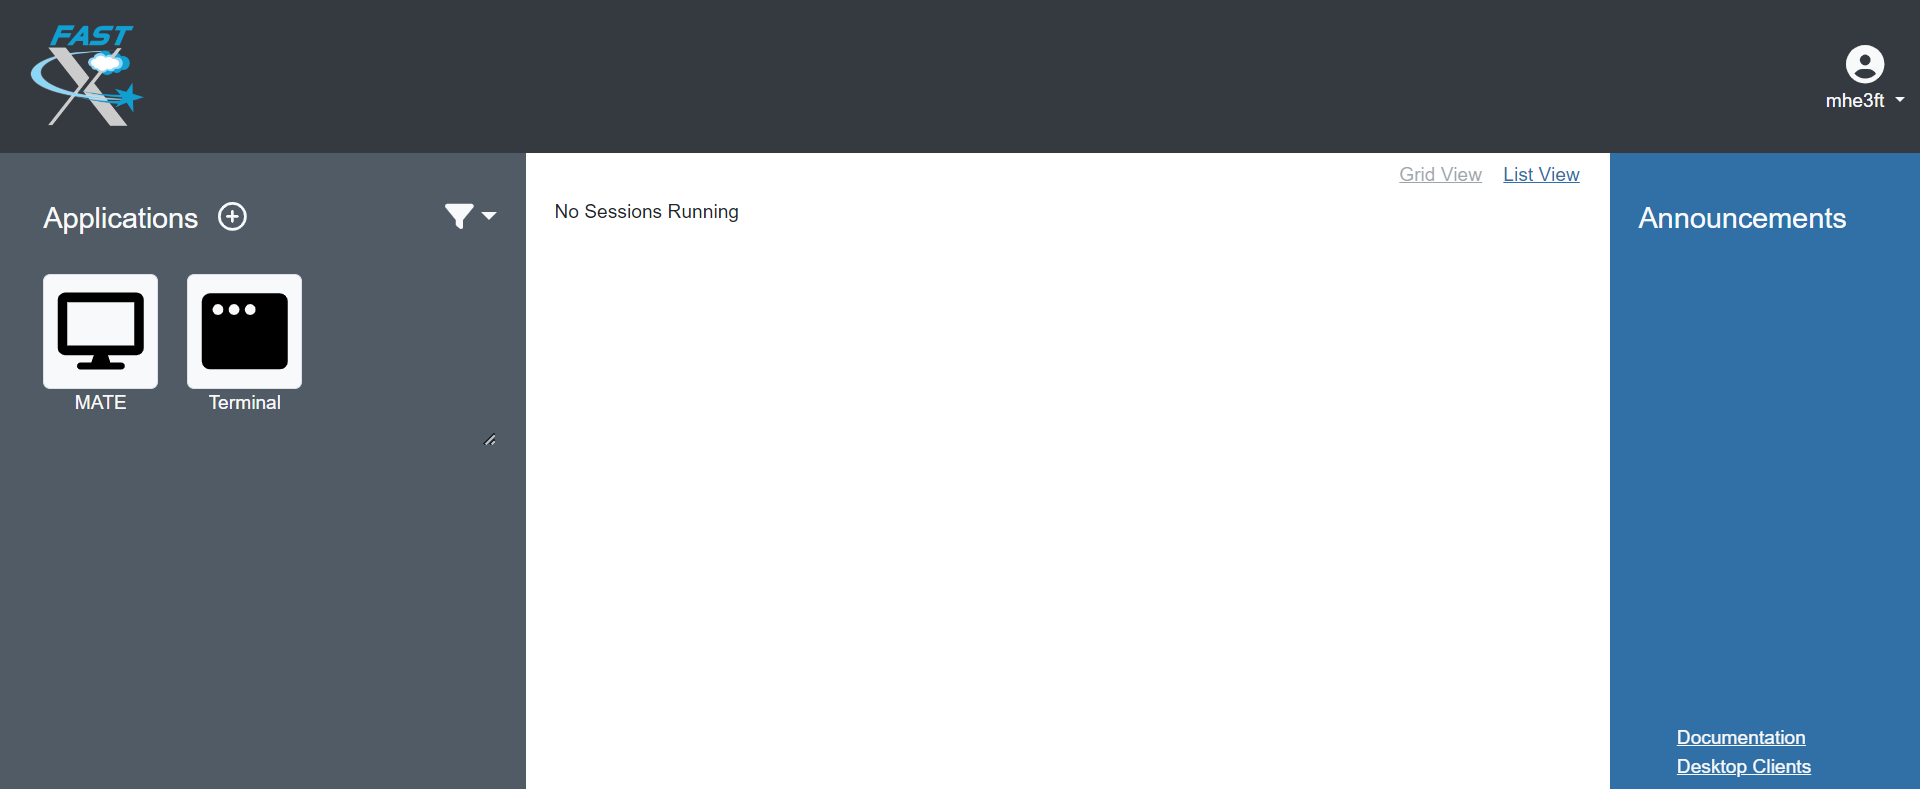 FAST
X
mhe3ft
Applications
MATE
Terminal
Grid View List View
No Sessions Running
Announcements
Documentation
Desktop Clients